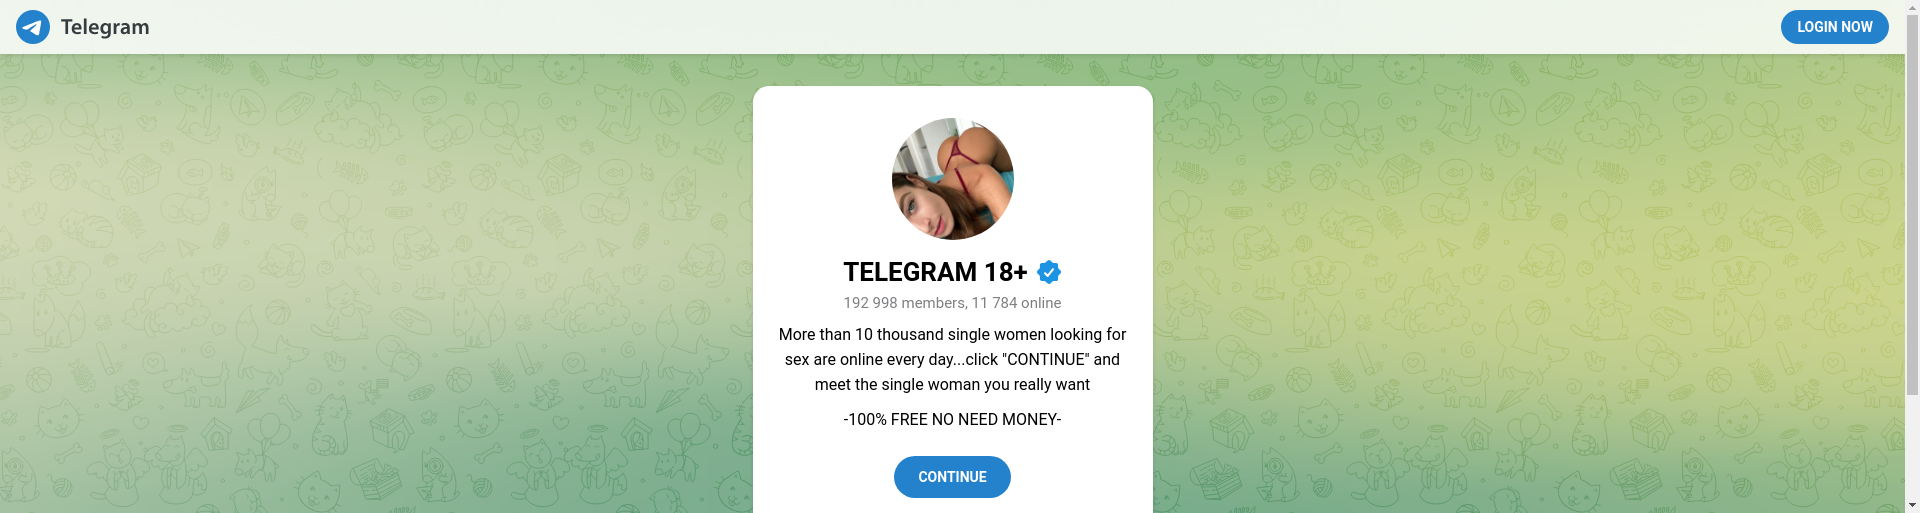 Telegram
LOGIN NOW
TELEGRAM 18+
192 998 members, 11 784 online
More than 10 thousand single women looking for
sex are online every day...click "CONTINUE" and
meet the single woman you really want
-100% FREE NO NEED MONEY-
CONTINUE